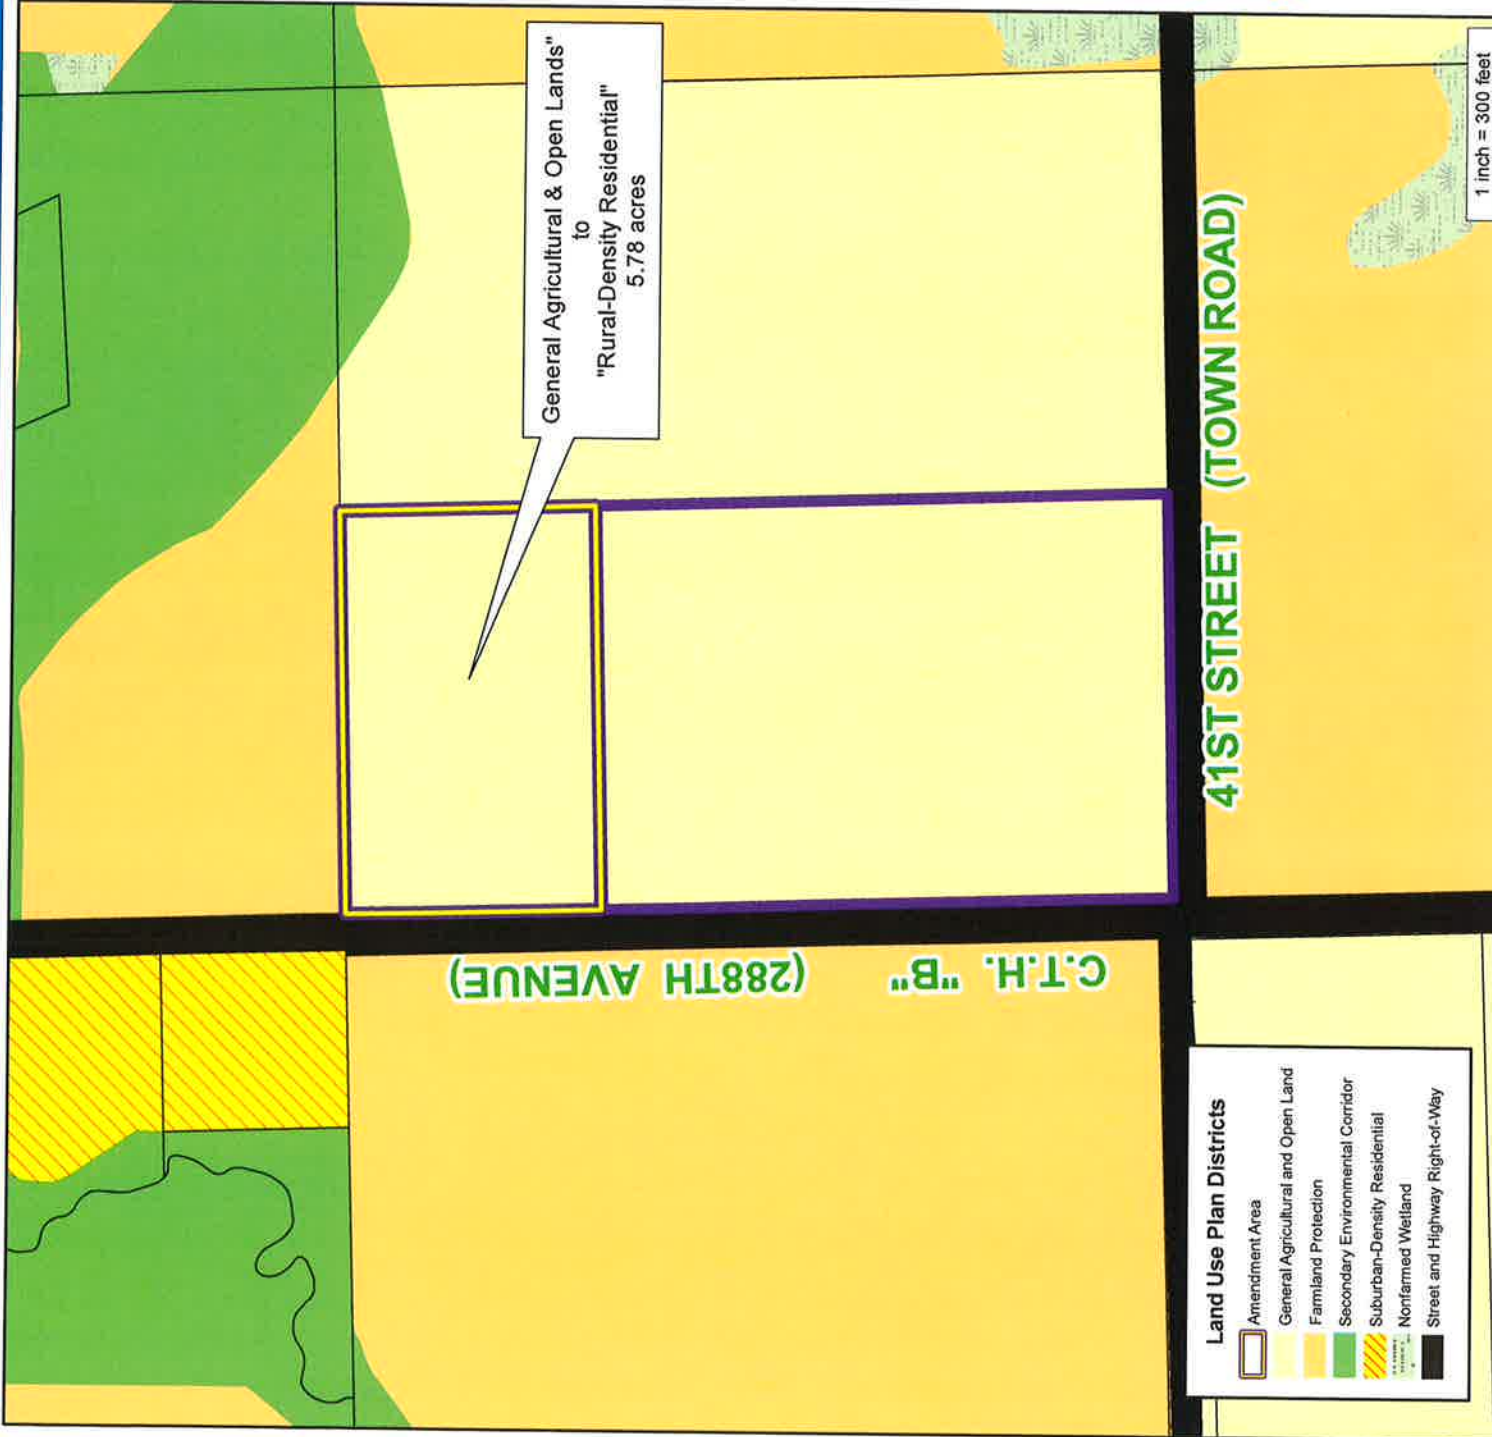 General Agricultural & Open Lands"
to
"Rural-Density Residential"
5.78 acres
41ST STREET (TOWN ROAD)
C.T.H. "B" (288TH AVENUE)
Land Use Plan Districts
Amendment Area
General Agricultural and Open Land
Farmland Protection
Secondary Environmental Corridor
Suburban-Density Residential
Nonfarmed Wetland
Street and Highway Right-of-Way
1 inch = 300 feet